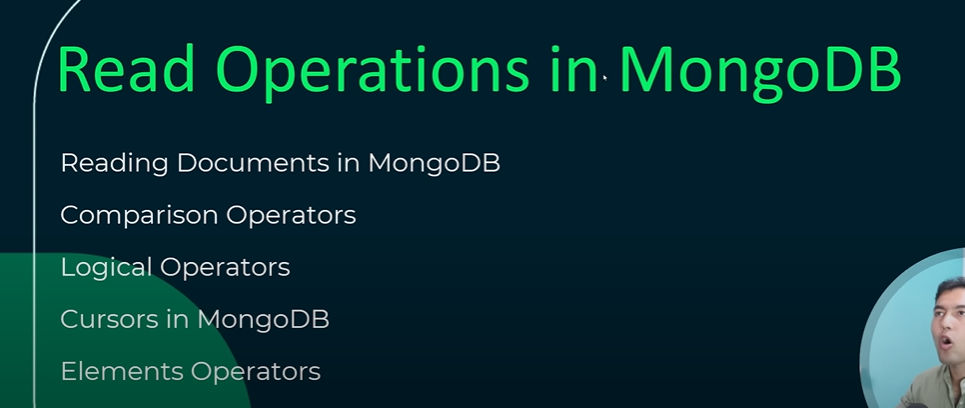 Read Operations in MongoDB
Reading Documents in MongoDB
Comparison Operators
Logical Operators
Cursors in MongoDB
Elements Operators